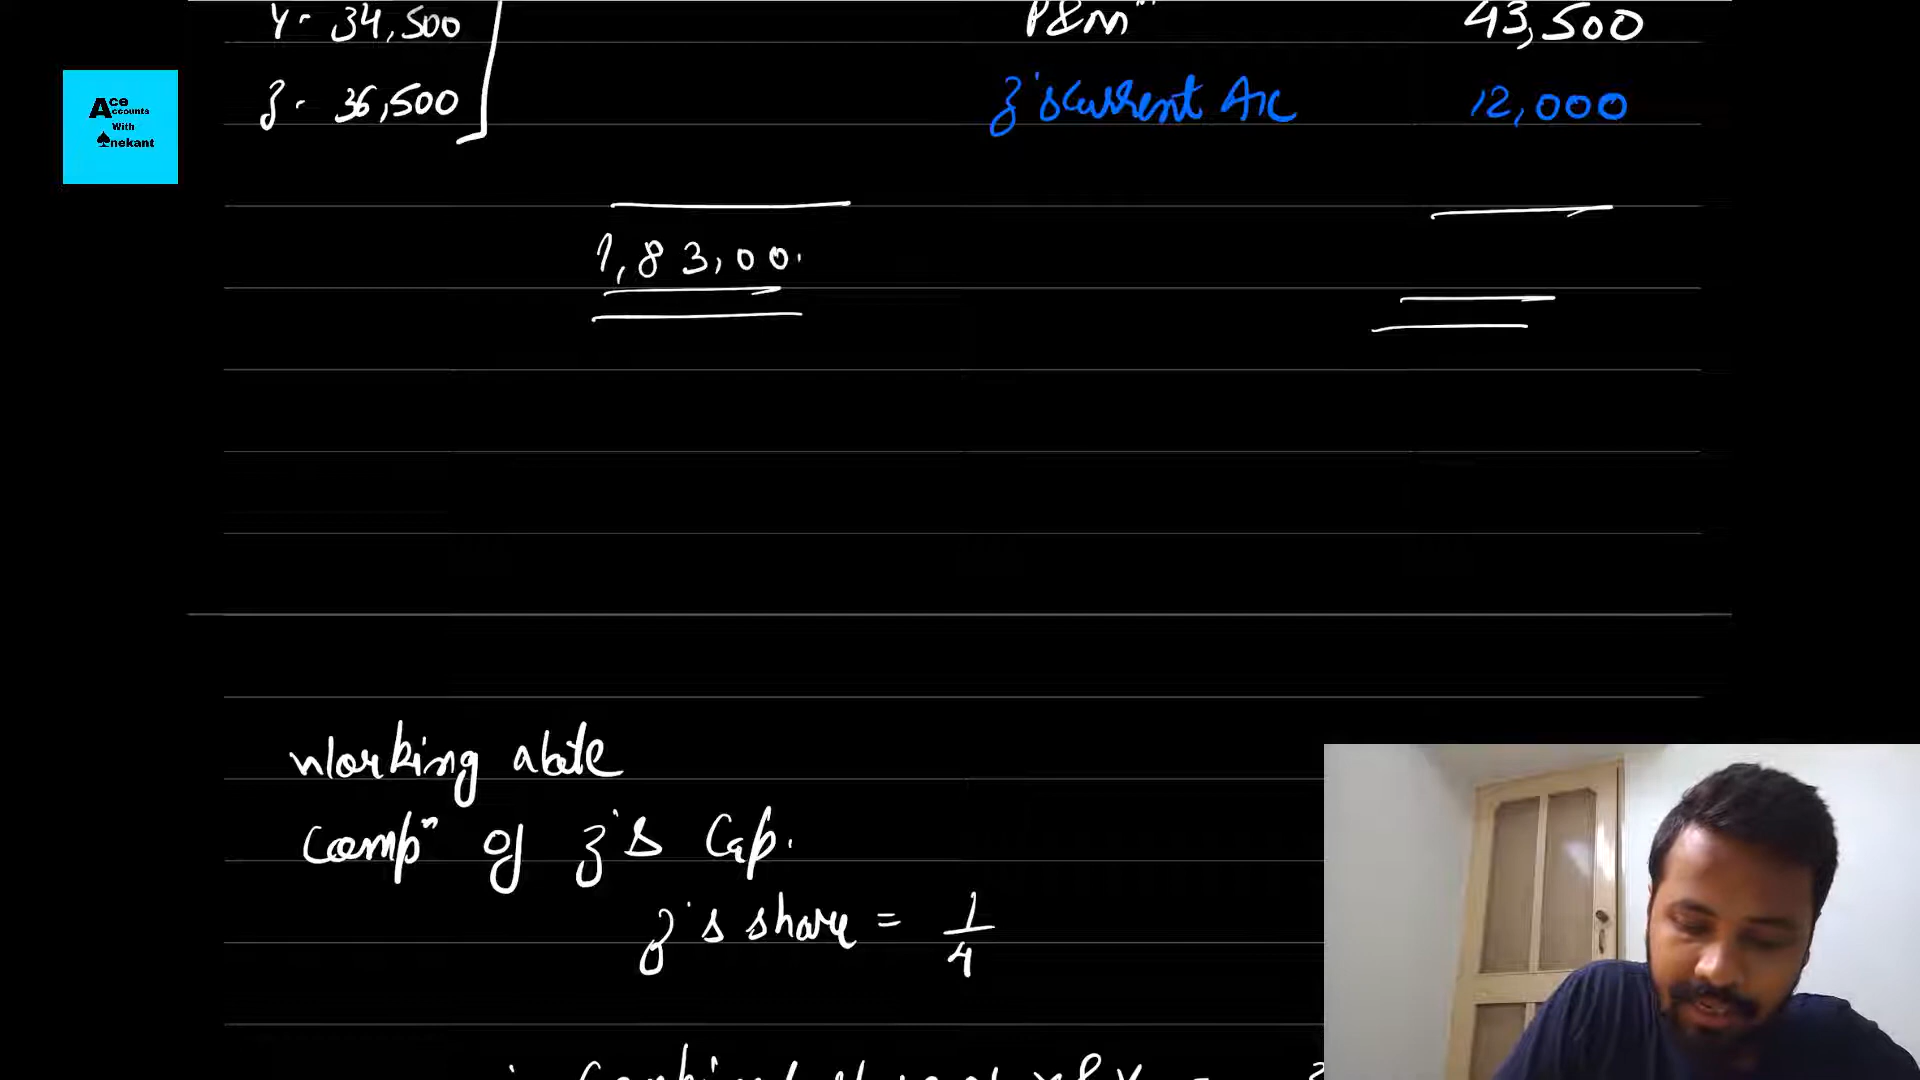 Y - 34,500
P&M
43,500
Ace
Accounts
With
Anekant
Z - 36,500
Z's Current A/c
12,000
1,83,00.
Working Note
Comp^n of Z's Cap.
Z's share = 1/4